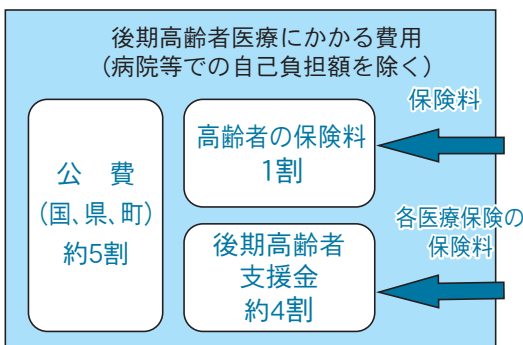 後期高齢者医療にかかる費用
(病院等での自己負担額を除く)
公 費
(国、県、町)
約5割
高齢者の保険料
1割
保険料
後期高齢者
支援金
約4割
各医療保険の
保険料